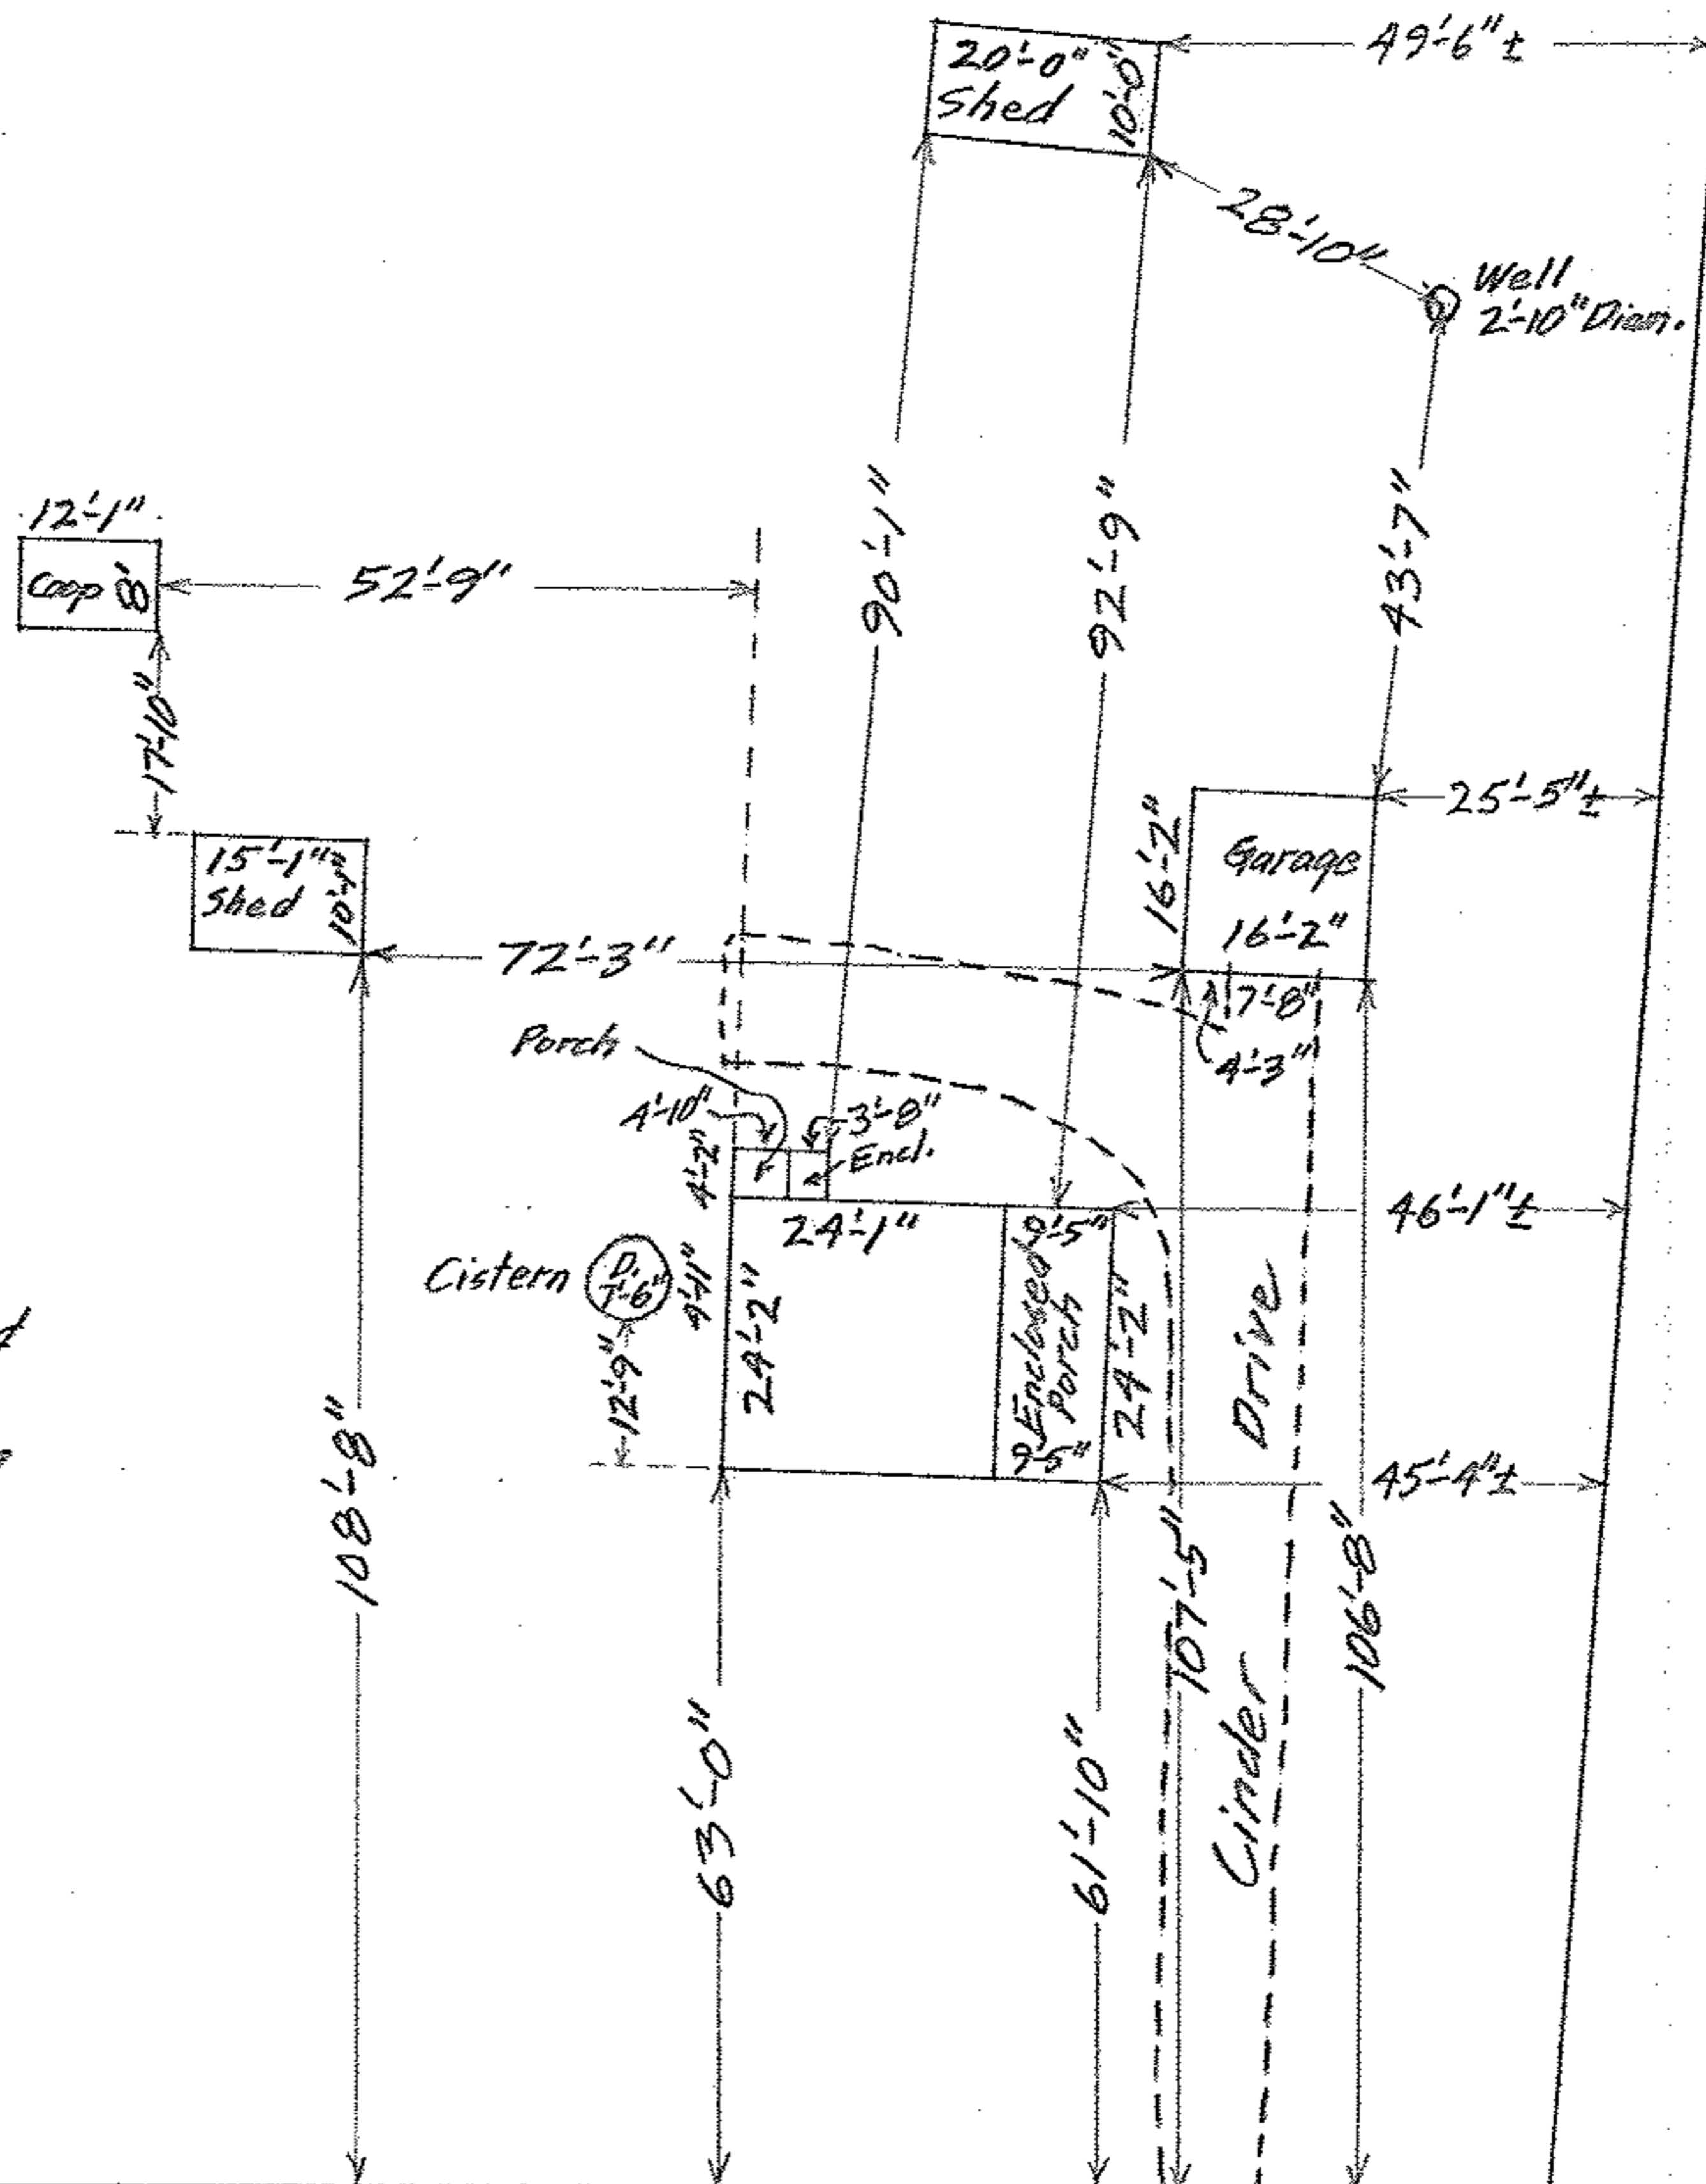 49'-6" ±
20'-0"
Shed
10'-0"
28'-10"
Well
2'-10" Diam.
90'-1"
92'-9"
43'-7"
12'-1"
Coop 8'
52'-9"
17'-10"
25'-5" ±
16'-2"
Garage
16'-2"
15'-1"
Shed
10'-1"
72'-3"
7'-8"
4'-3"
Porch
4'-10"
3'-8"
Encl.
4'-2"
24'-1"
9'-5"
46'-1" ±
Cistern
D.
7'-6"
4'-11"
24'-2"
Enclosed
Porch
24'-2"
12'-9"
9'-5"
45'-4" ±
Cinder Drive
108'-8"
107'-5"
106'-8"
63'-0"
61'-10"